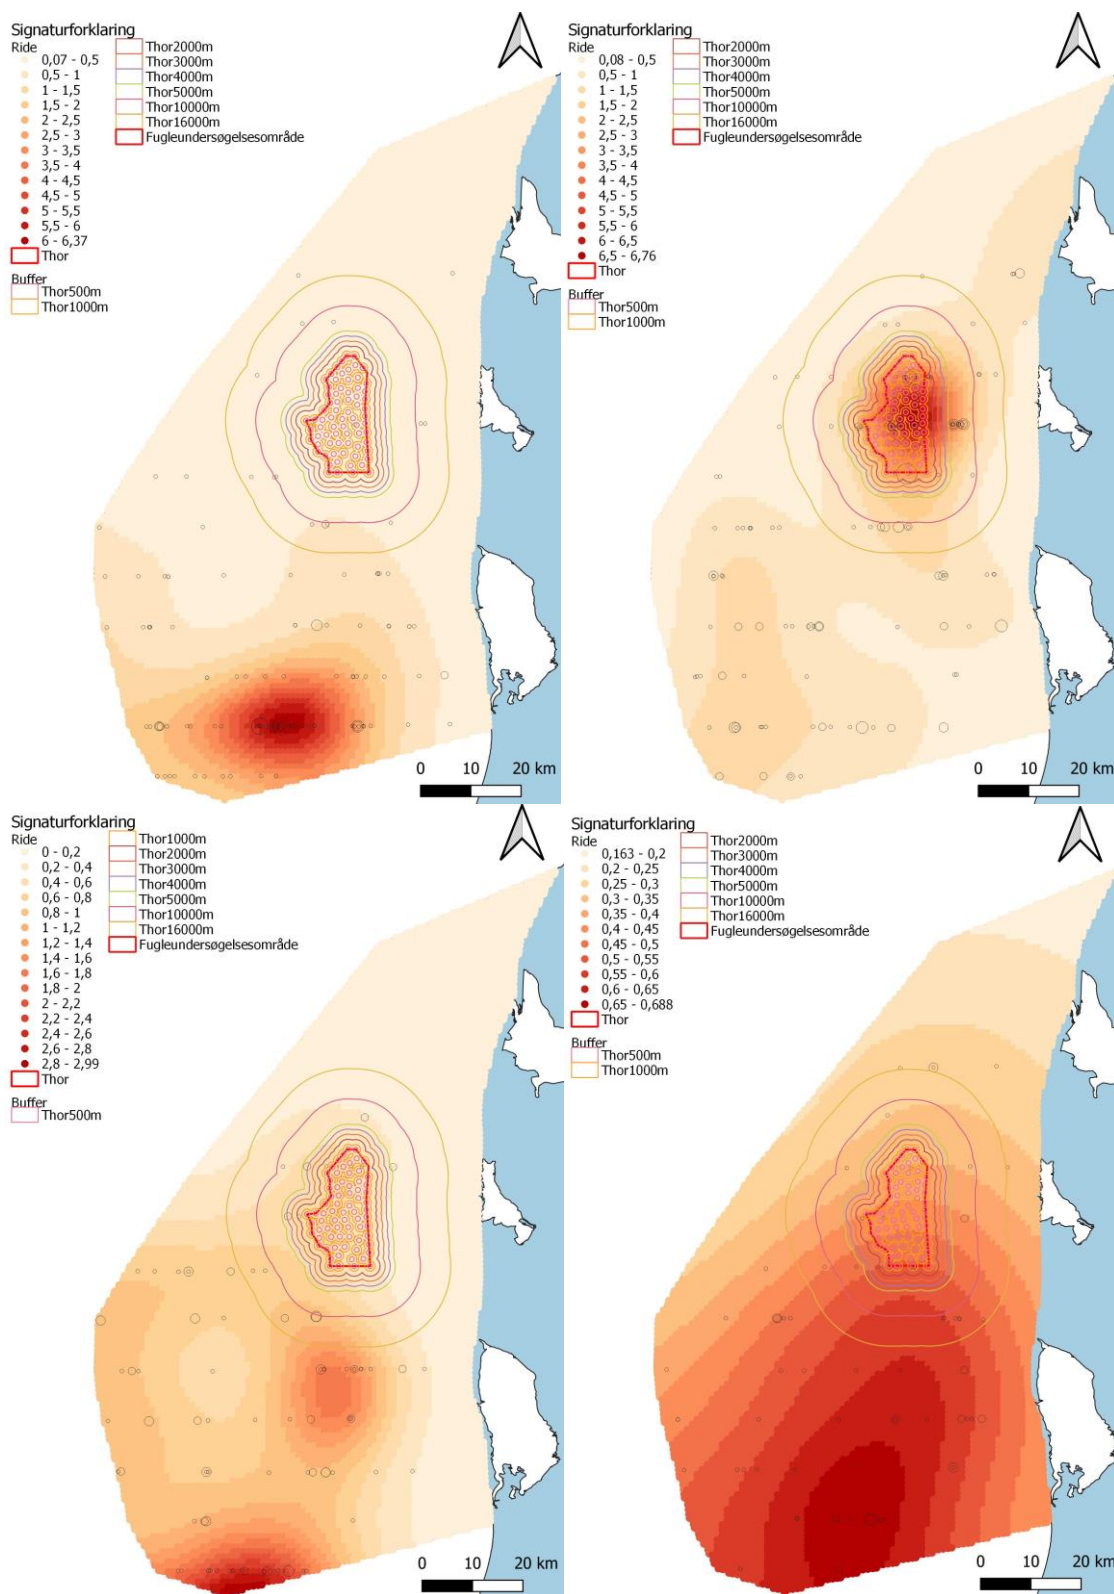 Signaturforklaring
Ride
0,07 - 0,5
0,5 - 1
1 - 1,5
1,5 - 2
2 - 2,5
2,5 - 3
3 - 3,5
3,5 - 4
4 - 4,5
4,5 - 5
5 - 5,5
5,5 - 6
6 - 6,37
Thor
Buffer
Thor500m
Thor1000m
Thor2000m
Thor3000m
Thor4000m
Thor5000m
Thor10000m
Thor16000m
Fugleundersøgelsesområde
0 10 20 km
Signaturforklaring
Ride
0,08 - 0,5
0,5 - 1
1 - 1,5
1,5 - 2
2 - 2,5
2,5 - 3
3 - 3,5
3,5 - 4
4 - 4,5
4,5 - 5
5 - 5,5
5,5 - 6
6 - 6,5
6,5 - 6,76
Thor
Buffer
Thor500m
Thor1000m
Thor2000m
Thor3000m
Thor4000m
Thor5000m
Thor10000m
Thor16000m
Fugleundersøgelsesområde
0 10 20 km
Signaturforklaring
Ride
0 - 0,2
0,2 - 0,4
0,4 - 0,6
0,6 - 0,8
0,8 - 1
1 - 1,2
1,2 - 1,4
1,4 - 1,6
1,6 - 1,8
1,8 - 2
2 - 2,2
2,2 - 2,4
2,4 - 2,6
2,6 - 2,8
2,8 - 2,99
Thor
Buffer
Thor500m
Thor1000m
Thor2000m
Thor3000m
Thor4000m
Thor5000m
Thor10000m
Thor16000m
Fugleundersøgelsesområde
0 10 20 km
Signaturforklaring
Ride
0,163 - 0,2
0,2 - 0,25
0,25 - 0,3
0,3 - 0,35
0,35 - 0,4
0,4 - 0,45
0,45 - 0,5
0,5 - 0,55
0,55 - 0,6
0,6 - 0,65
0,65 - 0,688
Thor
Buffer
Thor500m
Thor1000m
Thor2000m
Thor3000m
Thor4000m
Thor5000m
Thor10000m
Thor16000m
Fugleundersøgelsesområde
0 10 20 km